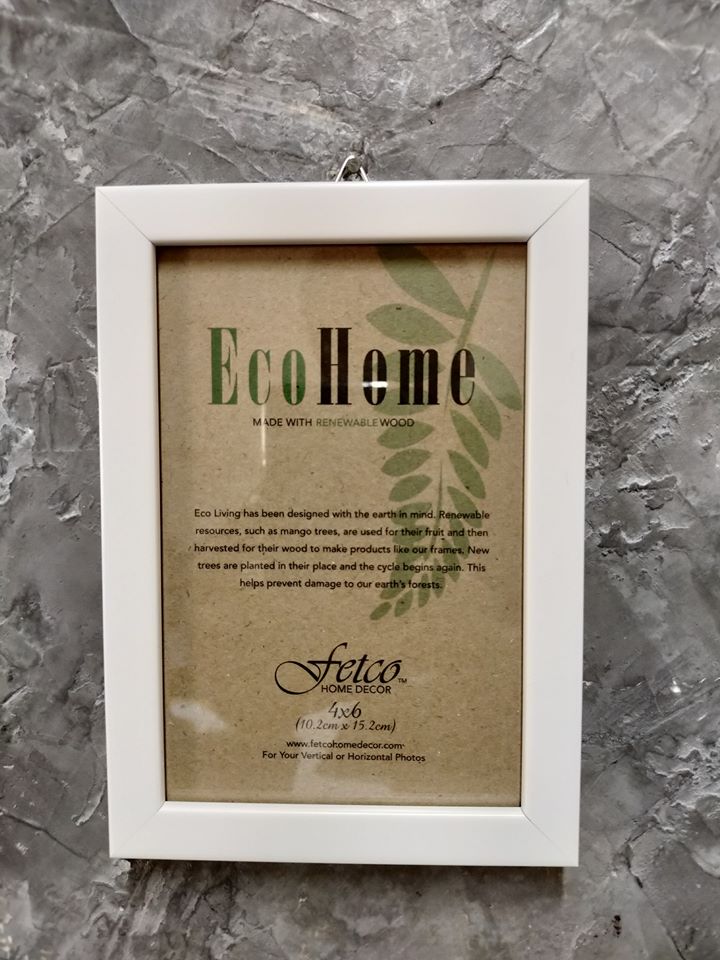 EcoHome
MADE WITH RENEWABLE WOOD
Eco Living has been designed with the earth in mind. Renewable
resources, such as mango trees, are used for their fruit and then
harvested for their wood to make products like our frames. New
trees are planted in their place and the cycle begins again. This
helps prevent damage to our earth's forests.
fetco™
HOME DECOR
4x6
(10.2cm x 15.2cm)
www.fetcohomedecor.com
For Your Vertical or Horizontal Photos